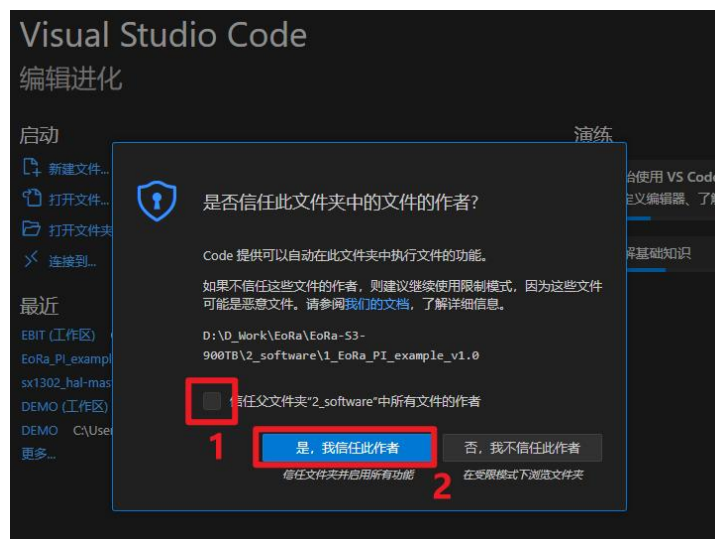 Visual Studio Code
编辑进化
启动
演练
新建文件...
打开文件...
打开文件夹
连接到...
最近
EBIT (工作区)
EoRa_PI_exampl
sx1302_hal-mas
DEMO (工作区)
DEMO C:\User
更多...
使用 VS Code
义编辑器、了解
解基础知识
是否信任此文件夹中的文件的作者?
Code 提供可以自动在此文件夹中执行文件的功能。
如果不信任这些文件的作者，则建议继续使用限制模式，因为这些文件
可能是恶意文件。请参阅我们的文档，了解详细信息。
D:\D_Work\EoRa\EoRa-S3-
900TB\2_software\1_EoRa_PI_example_v1.0
信任父文件夹"2_software"中所有文件的作者
1
是，我信任此作者
否，我不信任此作者
信任文件夹并启用所有功能
2
在受限模式下浏览文件夹